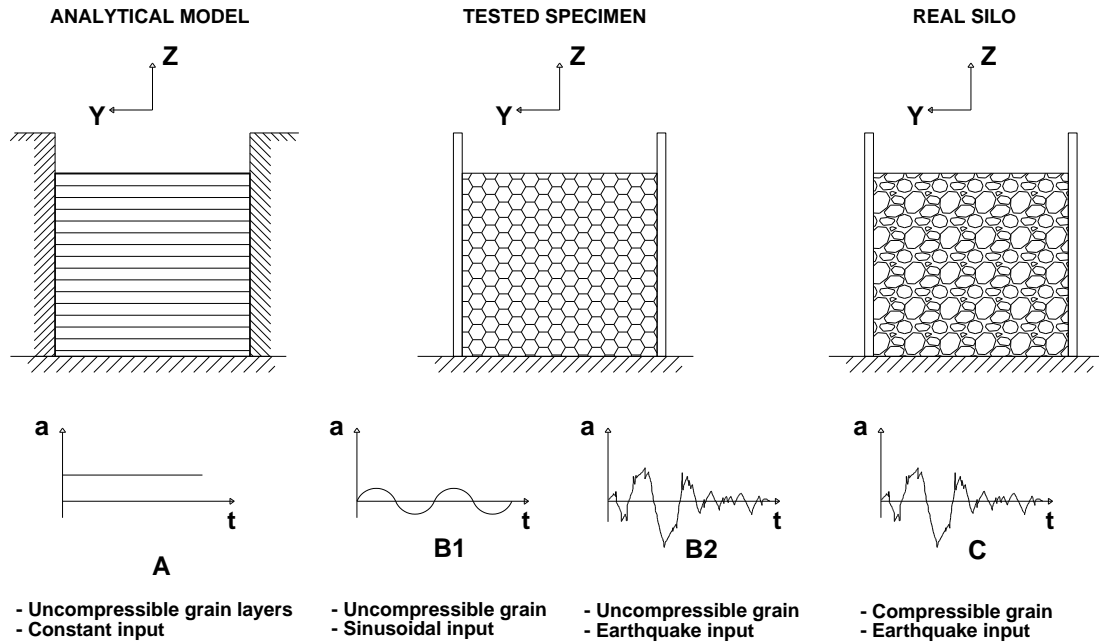 ANALYTICAL MODEL
TESTED SPECIMEN
REAL SILO
Z
Y
Z
Y
Z
Y
a
t
A
a
t
B1
a
t
B2
a
t
C
- Uncompressible grain layers
- Constant input
- Uncompressible grain
- Sinusoidal input
- Uncompressible grain
- Earthquake input
- Compressible grain
- Earthquake input